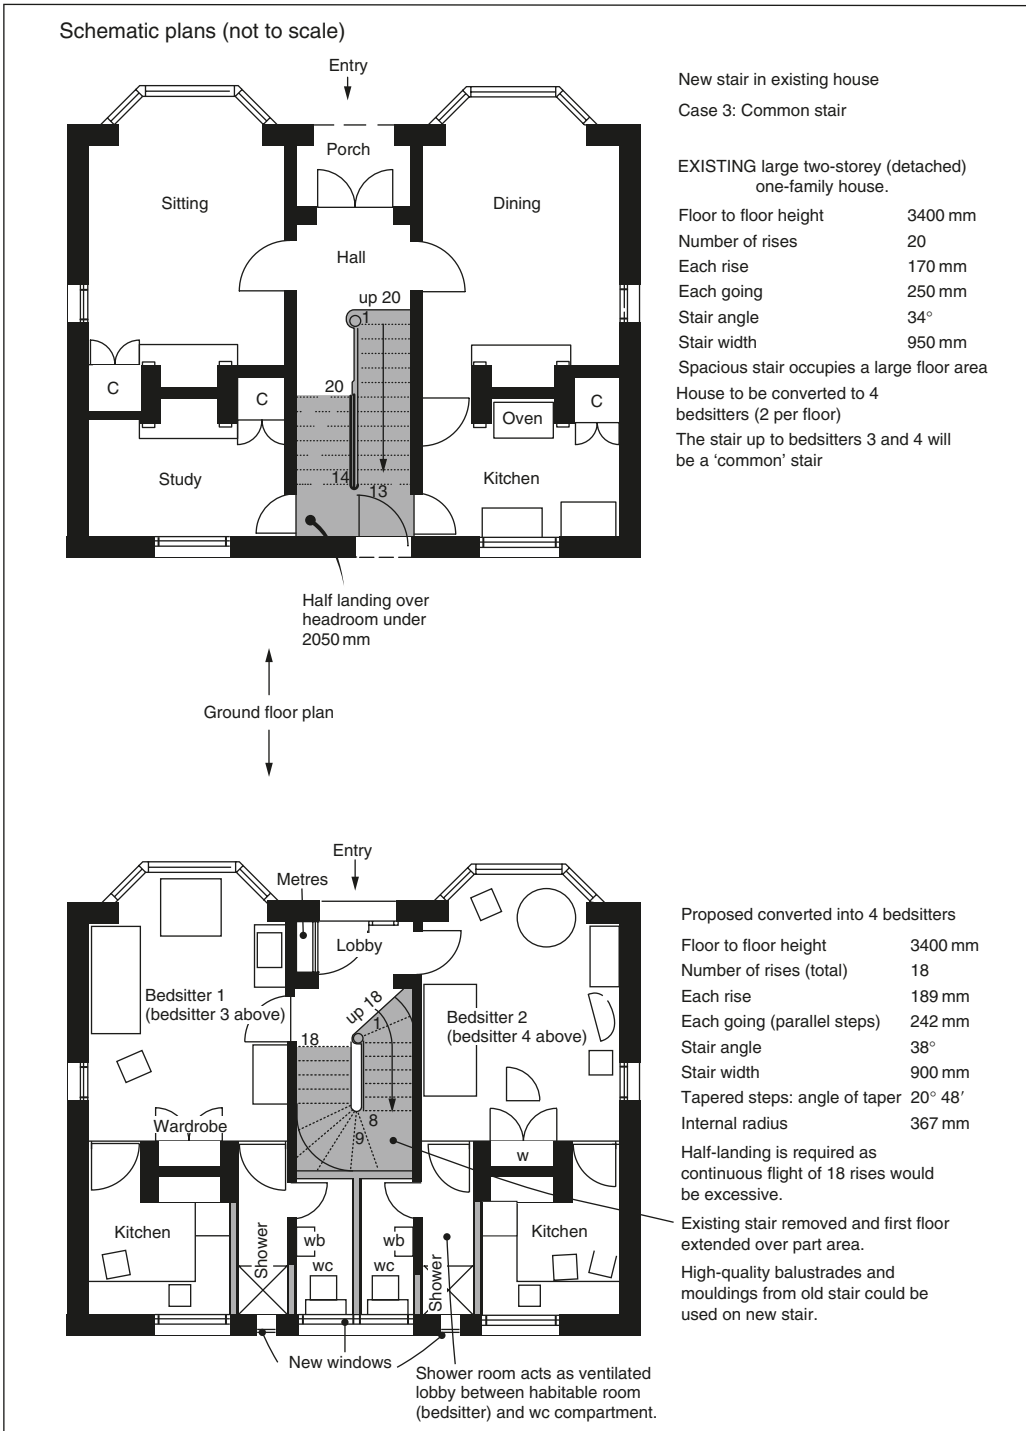 Schematic plans (not to scale)
Entry
Porch
Sitting
Dining
Hall
up 20
1
20
C
C
C
Oven
14
13
Study
Kitchen
Half landing over
headroom under
2050 mm
New stair in existing house
Case 3: Common stair
EXISTING large two-storey (detached)
one-family house.
Floor to floor height 3400 mm
Number of rises 20
Each rise 170 mm
Each going 250 mm
Stair angle 34°
Stair width 950 mm
Spacious stair occupies a large floor area
House to be converted to 4
bedsitters (2 per floor)
The stair up to bedsitters 3 and 4 will
be a ‘common’ stair
Ground floor plan
Entry
Metres
Lobby
Bedsitter 1
(bedsitter 3 above)
up 18
1
18
Bedsitter 2
(bedsitter 4 above)
8
9
Wardrobe
w
Kitchen
Shower
wb
wc
wb
wc
Shower
Kitchen
New windows
Shower room acts as ventilated
lobby between habitable room
(bedsitter) and wc compartment.
Proposed converted into 4 bedsitters
Floor to floor height 3400 mm
Number of rises (total) 18
Each rise 189 mm
Each going (parallel steps) 242 mm
Stair angle 38°
Stair width 900 mm
Tapered steps: angle of taper 20° 48′
Internal radius 367 mm
Half-landing is required as
continuous flight of 18 rises would
be excessive.
Existing stair removed and first floor
extended over part area.
High-quality balustrades and
mouldings from old stair could be
used on new stair.